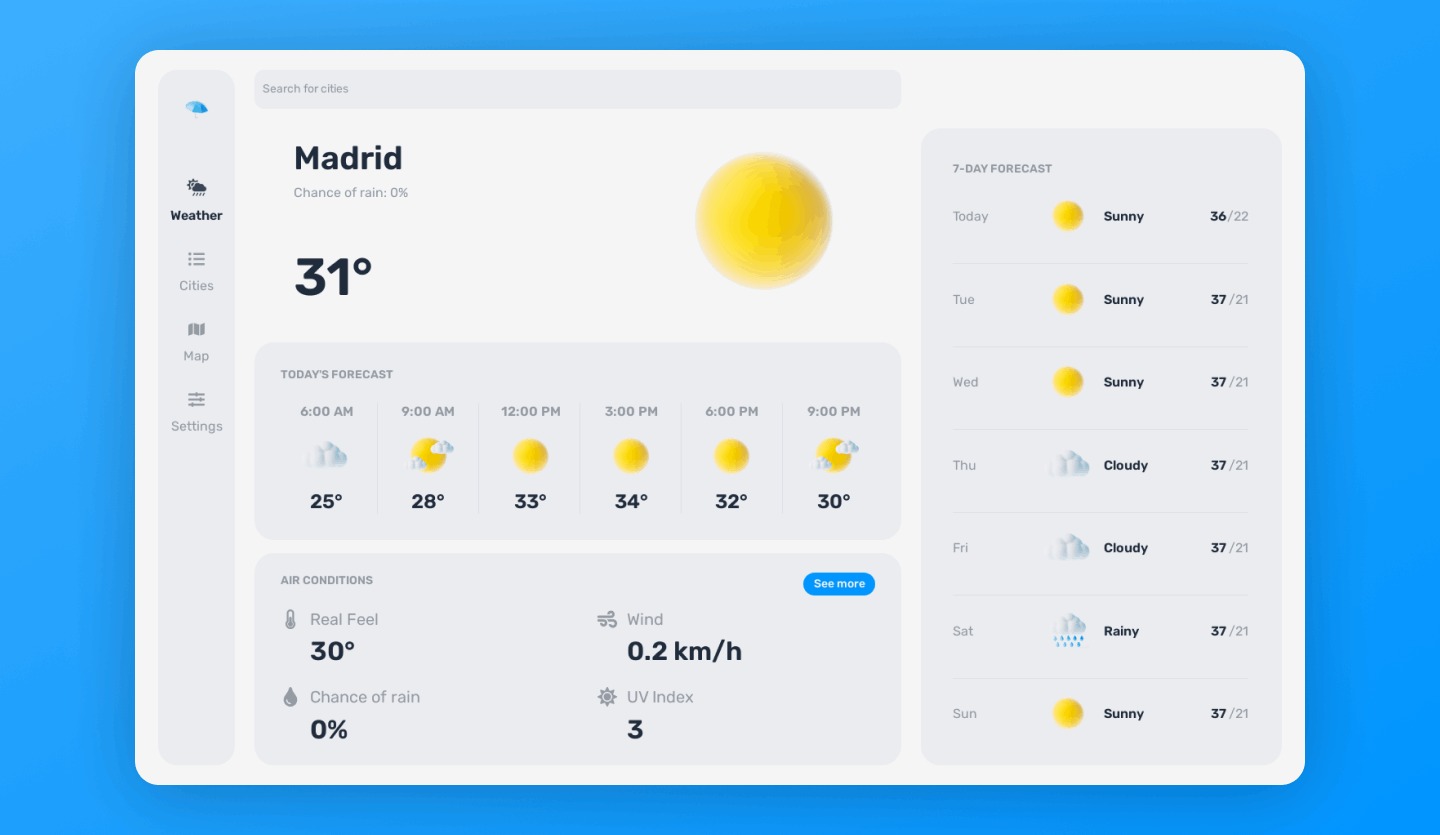 Search for cities
Weather
Cities
Map
Settings
Madrid
Chance of rain: 0%
31°
TODAY'S FORECAST
6:00 AM 9:00 AM 12:00 PM 3:00 PM 6:00 PM 9:00 PM
25° 28° 33° 34° 32° 30°
AIR CONDITIONS
See more
Real Feel
30°
Wind
0.2 km/h
Chance of rain
0%
UV Index
3
7-DAY FORECAST
Today Sunny 36/22
Tue Sunny 37/21
Wed Sunny 37/21
Thu Cloudy 37/21
Fri Cloudy 37/21
Sat Rainy 37/21
Sun Sunny 37/21